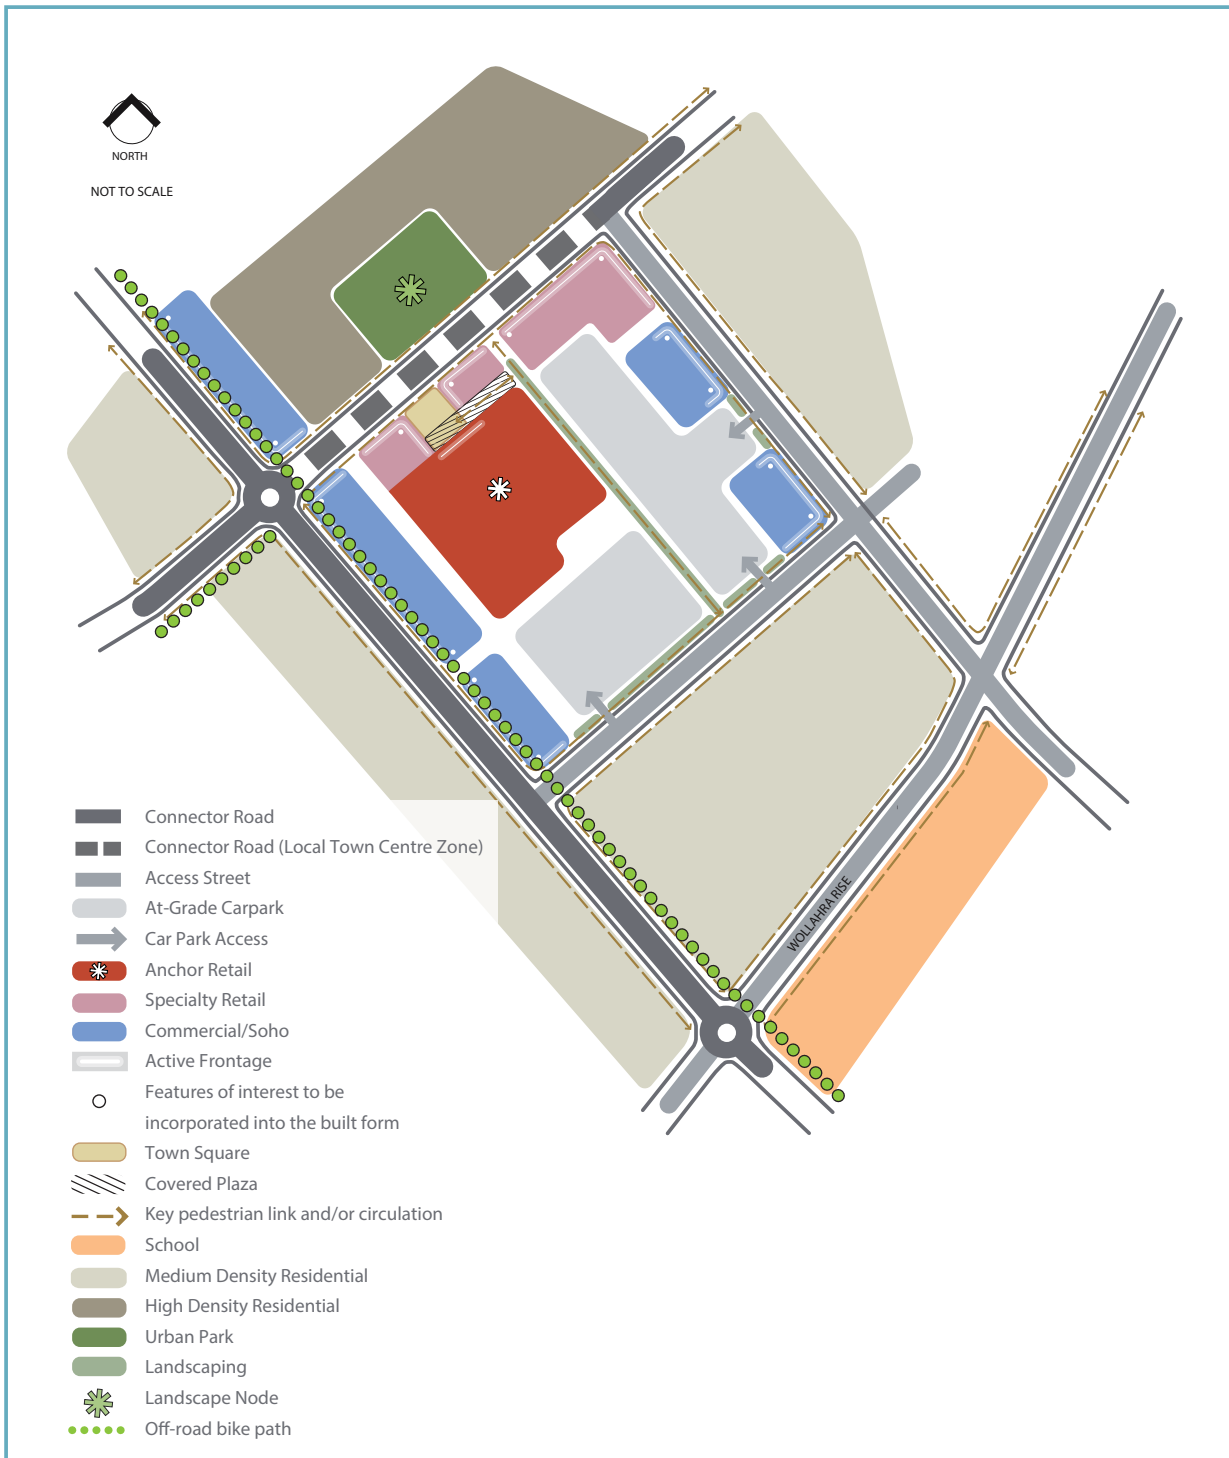 NORTH
NOT TO SCALE
WOLLAHRA RISE
Connector Road
Connector Road (Local Town Centre Zone)
Access Street
At-Grade Carpark
Car Park Access
Anchor Retail
Specialty Retail
Commercial/Soho
Active Frontage
Features of interest to be
incorporated into the built form
Town Square
Covered Plaza
Key pedestrian link and/or circulation
School
Medium Density Residential
High Density Residential
Urban Park
Landscaping
Landscape Node
Off-road bike path